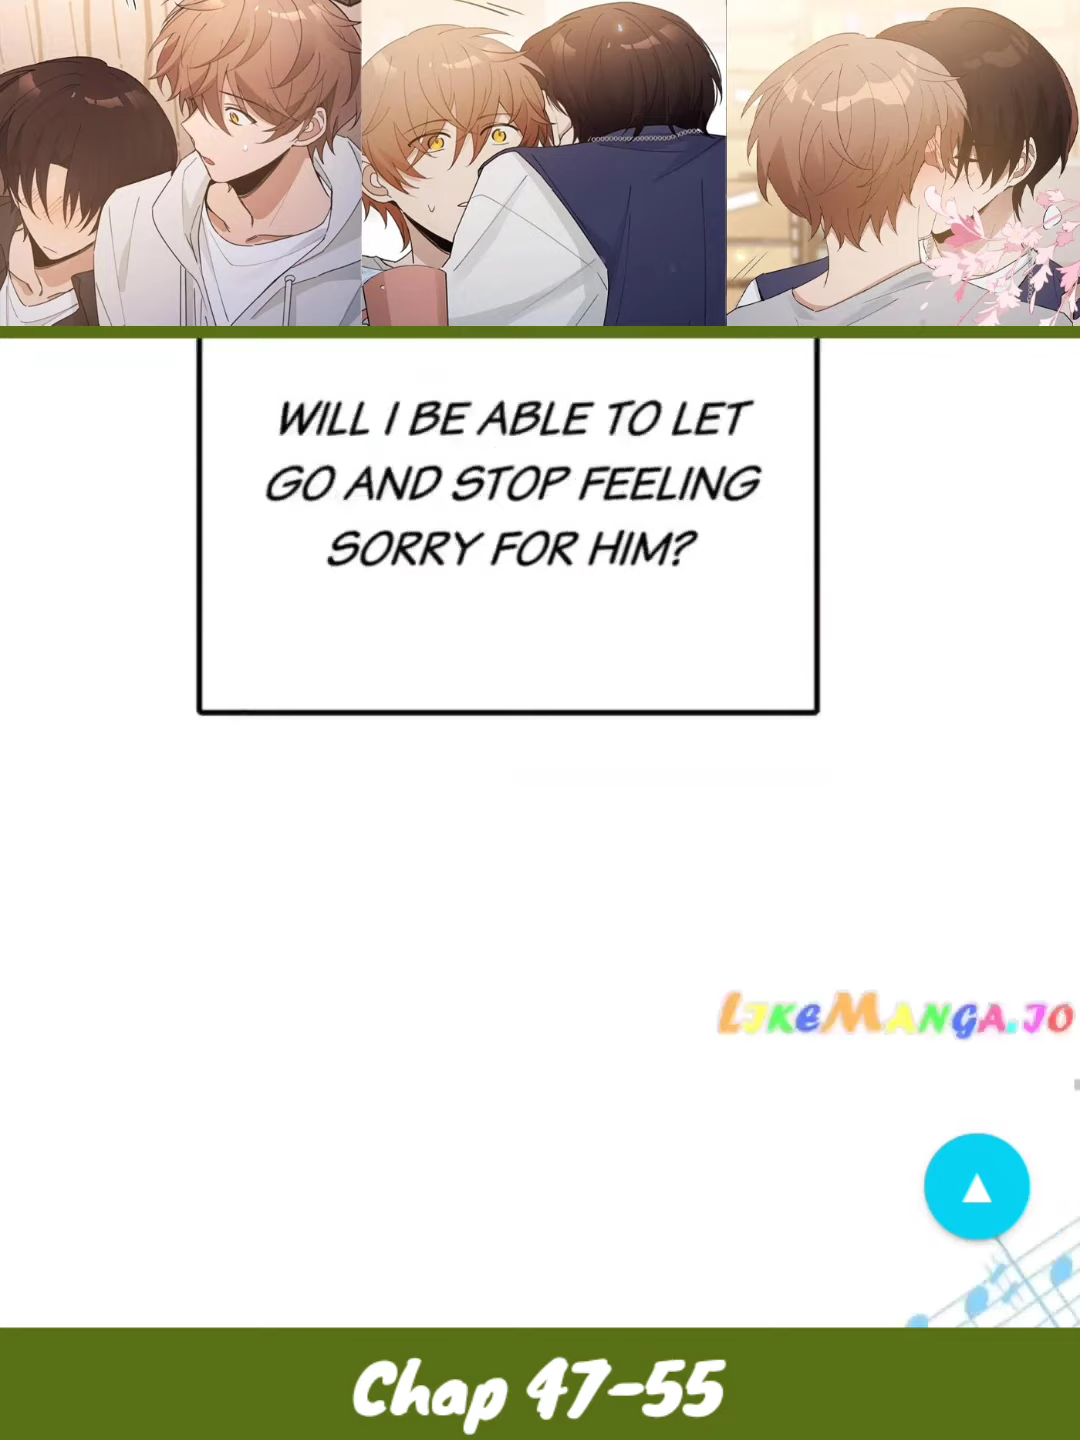 WILL I BE ABLE TO LET
GO AND STOP FEELING
SORRY FOR HIM?
LIKEMANGA.IO
Chap 47-55